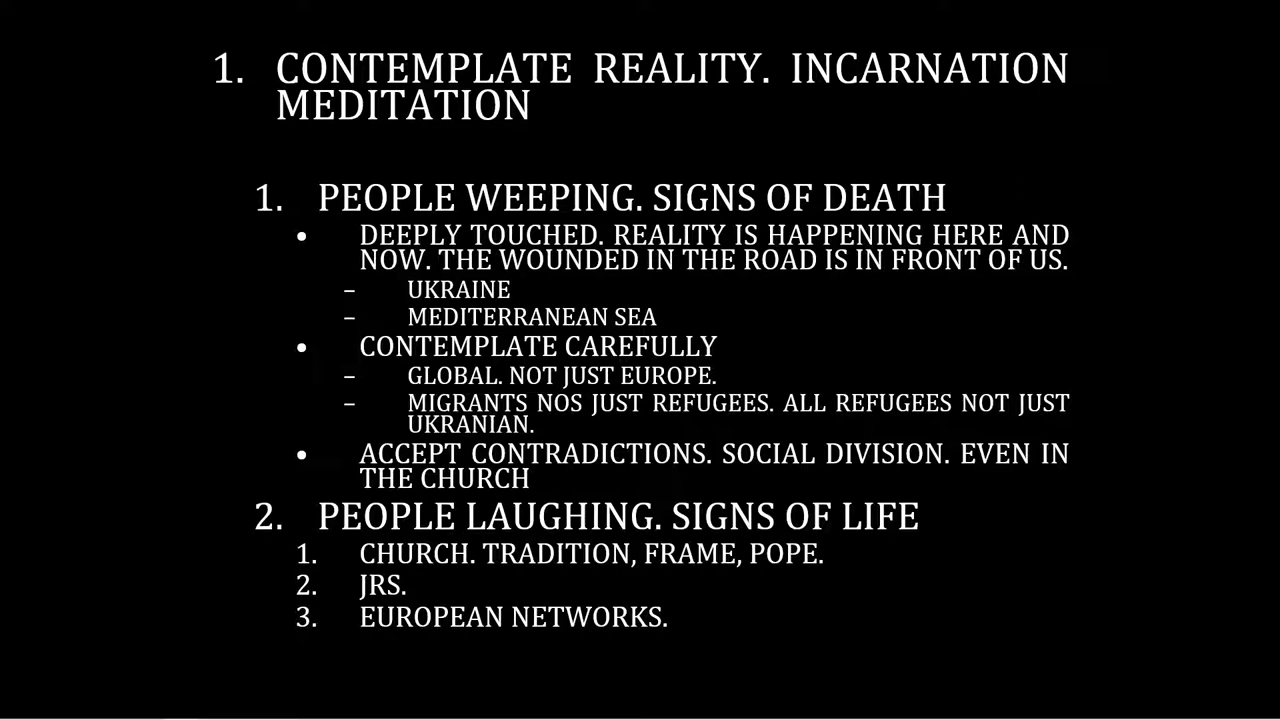 1. CONTEMPLATE REALITY. INCARNATION
MEDITATION
1. PEOPLE WEEPING. SIGNS OF DEATH
• DEEPLY TOUCHED. REALITY IS HAPPENING HERE AND
NOW. THE WOUNDED IN THE ROAD IS IN FRONT OF US.
– UKRAINE
– MEDITERRANEAN SEA
• CONTEMPLATE CAREFULLY
– GLOBAL. NOT JUST EUROPE.
– MIGRANTS NOS JUST REFUGEES. ALL REFUGEES NOT JUST
UKRANIAN.
• ACCEPT CONTRADICTIONS. SOCIAL DIVISION. EVEN IN
THE CHURCH
2. PEOPLE LAUGHING. SIGNS OF LIFE
1. CHURCH. TRADITION, FRAME, POPE.
2. JRS.
3. EUROPEAN NETWORKS.